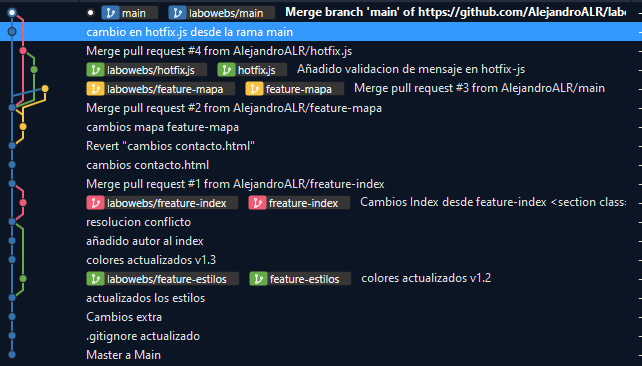 main labowebs/main Merge branch 'main' of https://github.com/AlejandroALR/labo
cambio en hotfix.js desde la rama main
Merge pull request #4 from AlejandroALR/hotfix.js
labowebs/hotfix.js hotfix.js Añadido validacion de mensaje en hotfix-js
labowebs/feature-mapa feature-mapa Merge pull request #3 from AlejandroALR/main
Merge pull request #2 from AlejandroALR/feature-mapa
cambios mapa feature-mapa
Revert "cambios contacto.html"
cambios contacto.html
Merge pull request #1 from AlejandroALR/freature-index
labowebs/freature-index freature-index Cambios Index desde feature-index <section class=
resolucion conflicto
añadido autor al index
colores actualizados v1.3
labowebs/feature-estilos feature-estilos colores actualizados v1.2
actualizados los estilos
Cambios extra
.gitignore actualizado
Master a Main